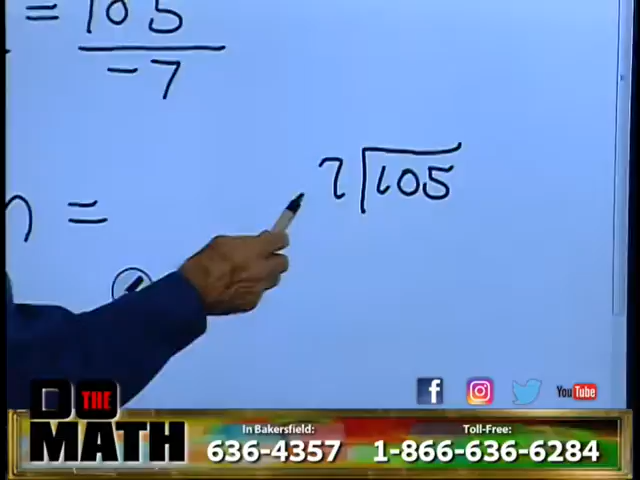 = 105
-7
7 105
n =
DO THE MATH
In Bakersfield: 636-4357
Toll-Free: 1-866-636-6284
f
YouTube